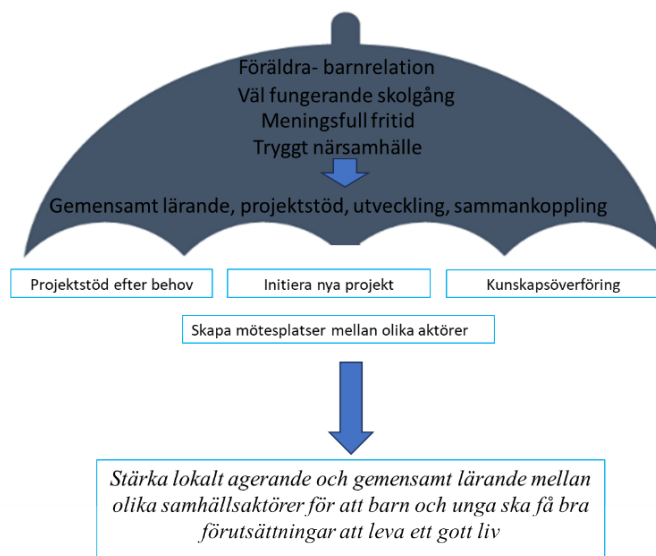 Föräldra- barnrelation
Väl fungerande skolgång
Meningsfull fritid
Tryggt närsamhälle
Gemensamt lärande, projektstöd, utveckling, sammankoppling
Projektstöd efter behov
Initiera nya projekt
Kunskapsöverföring
Skapa mötesplatser mellan olika aktörer
Stärka lokalt agerande och gemensamt lärande mellan
olika samhällsaktörer för att barn och unga ska få bra
förutsättningar att leva ett gott liv